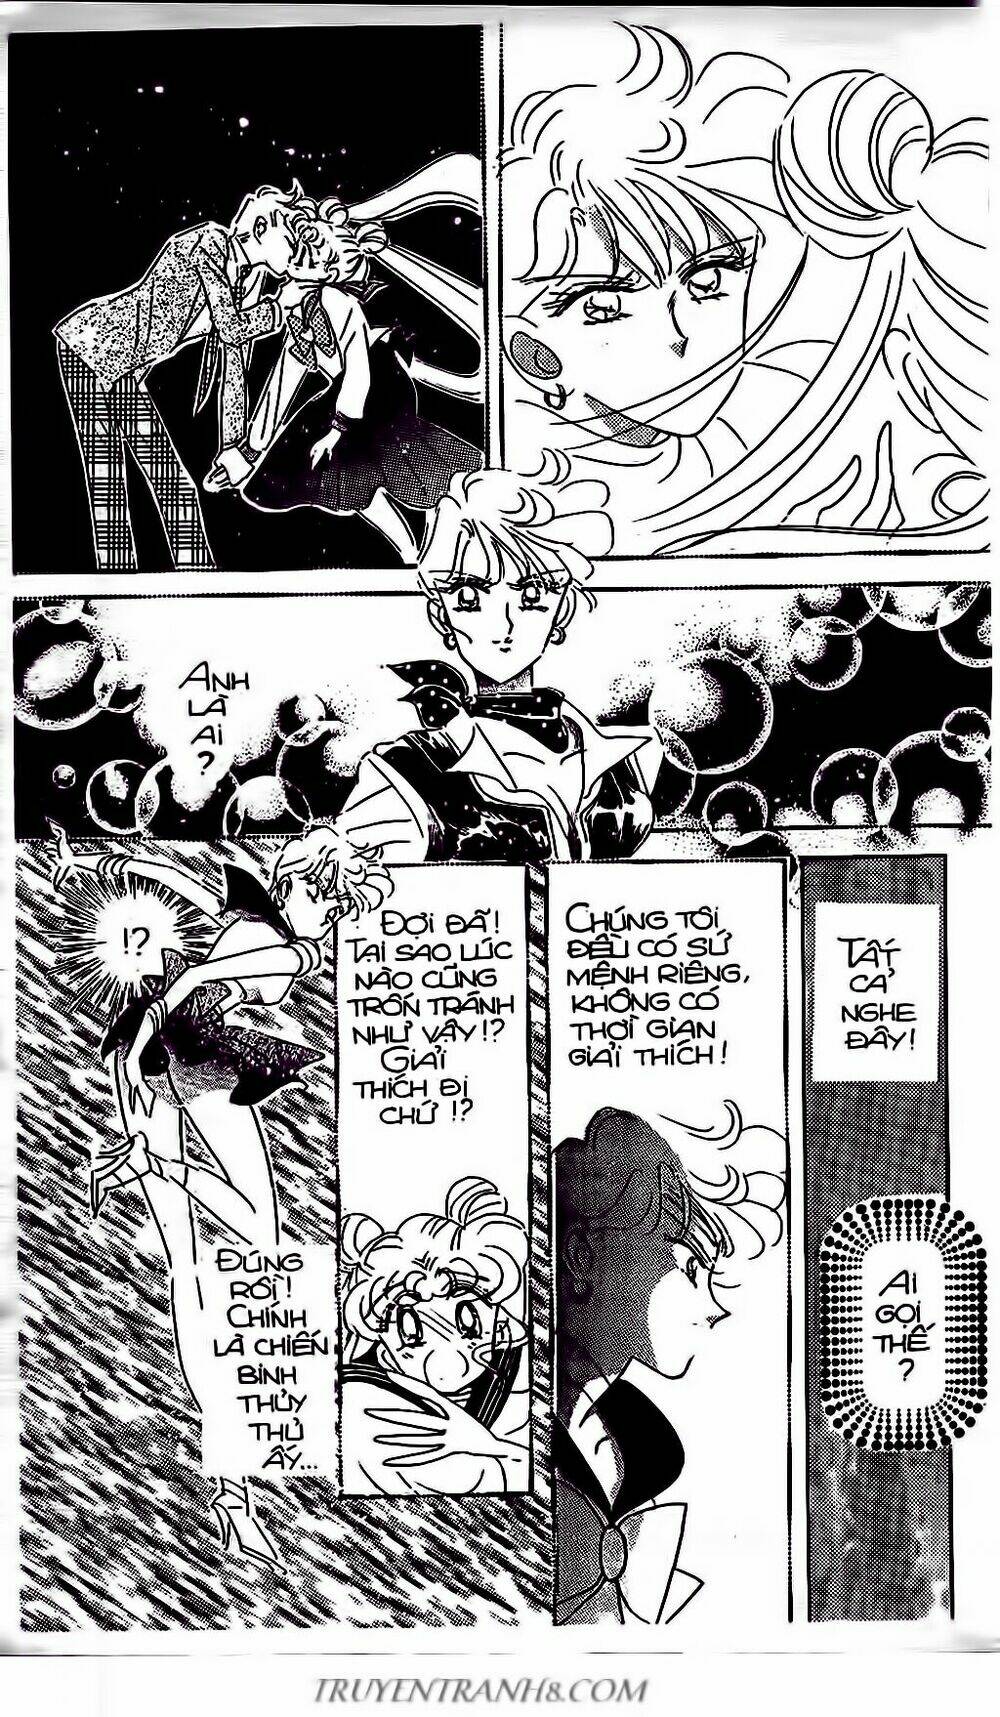 ANH
LÀ
AI
?
!?
ĐỢI ĐÃ!
TẠI SAO LÚC
NÀO CŨNG
TRỐN TRÁNH
NHƯ VẬY!?
GIẢI
THÍCH ĐI
CHỨ !?
CHÚNG TÔI
ĐỀU CÓ SỨ
MỆNH RIÊNG,
KHÔNG CÓ
THỜI GIAN
GIẢI THÍCH!
TẤT
CẢ
NGHE
ĐÂY!
AI
GỌI
THẾ
?
ĐÚNG
RỒI!
CHÍNH
LÀ CHIẾN
BINH
THỦY
THỦ
ẤY...
TRUYENTRANH8.COM